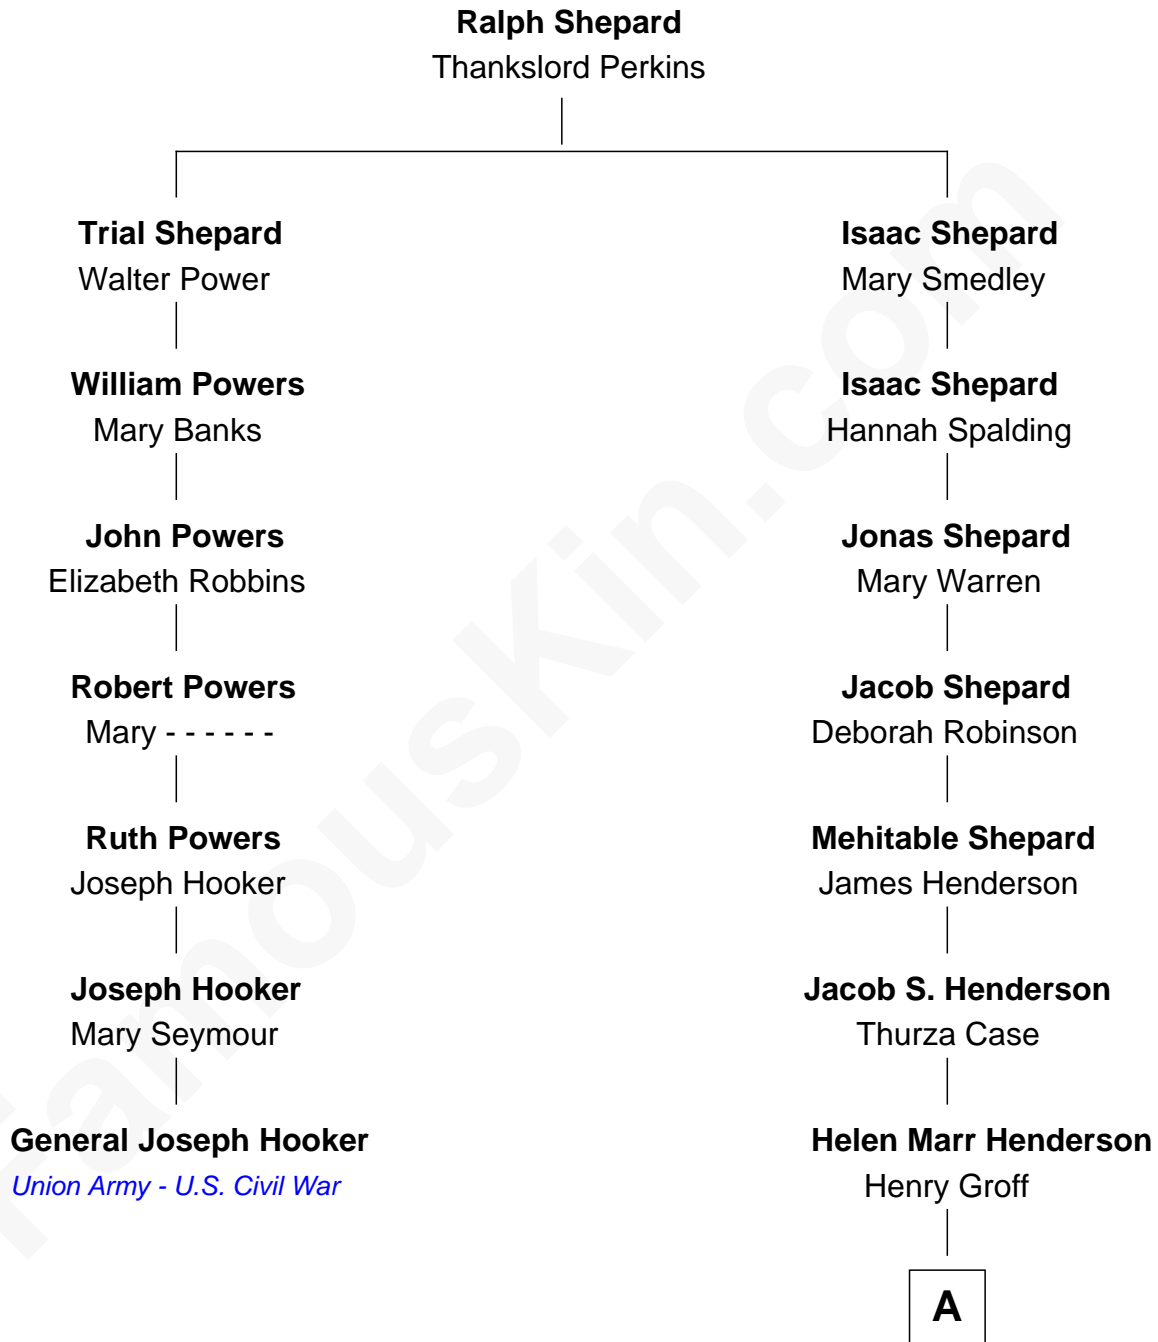 Ralph Shepard
Thankslord Perkins
Trial Shepard
Walter Power
William Powers
Mary Banks
John Powers
Elizabeth Robbins
Robert Powers
Mary - - - - - -
Ruth Powers
Joseph Hooker
Joseph Hooker
Mary Seymour
General Joseph Hooker
Union Army - U.S. Civil War
Isaac Shepard
Mary Smedley
Isaac Shepard
Hannah Spalding
Jonas Shepard
Mary Warren
Jacob Shepard
Deborah Robinson
Mehitable Shepard
James Henderson
Jacob S. Henderson
Thurza Case
Helen Marr Henderson
Henry Groff
A
FamousKin.com